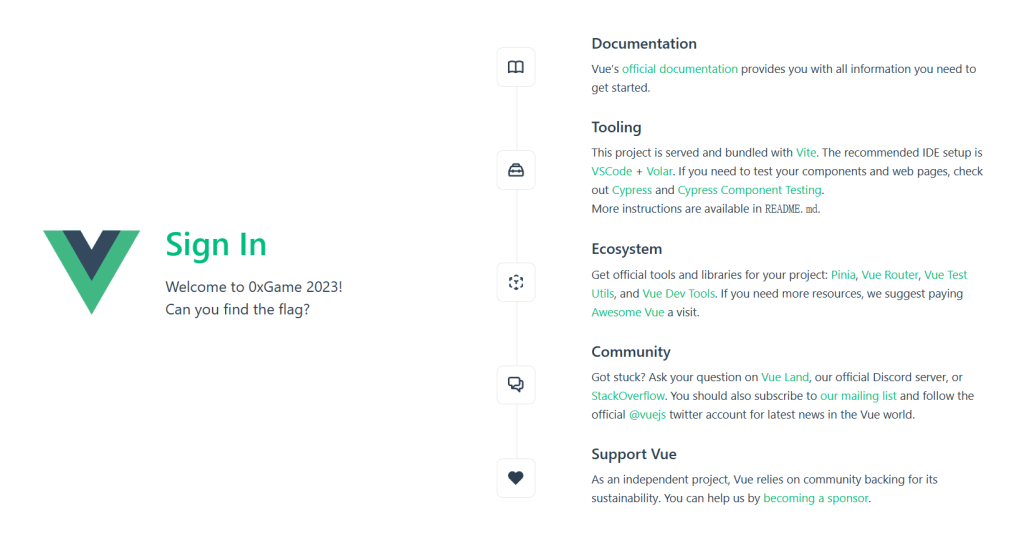 Sign In
Welcome to 0xGame 2023!
Can you find the flag?
Documentation
Vue's official documentation provides you with all information you need to
get started.
Tooling
This project is served and bundled with Vite. The recommended IDE setup is
VSCode + Volar. If you need to test your components and web pages, check
out Cypress and Cypress Component Testing.
More instructions are available in README.md.
Ecosystem
Get official tools and libraries for your project: Pinia, Vue Router, Vue Test
Utils, and Vue Dev Tools. If you need more resources, we suggest paying
Awesome Vue a visit.
Community
Got stuck? Ask your question on Vue Land, our official Discord server, or
StackOverflow. You should also subscribe to our mailing list and follow the
official @vuejs twitter account for latest news in the Vue world.
Support Vue
As an independent project, Vue relies on community backing for its
sustainability. You can help us by becoming a sponsor.